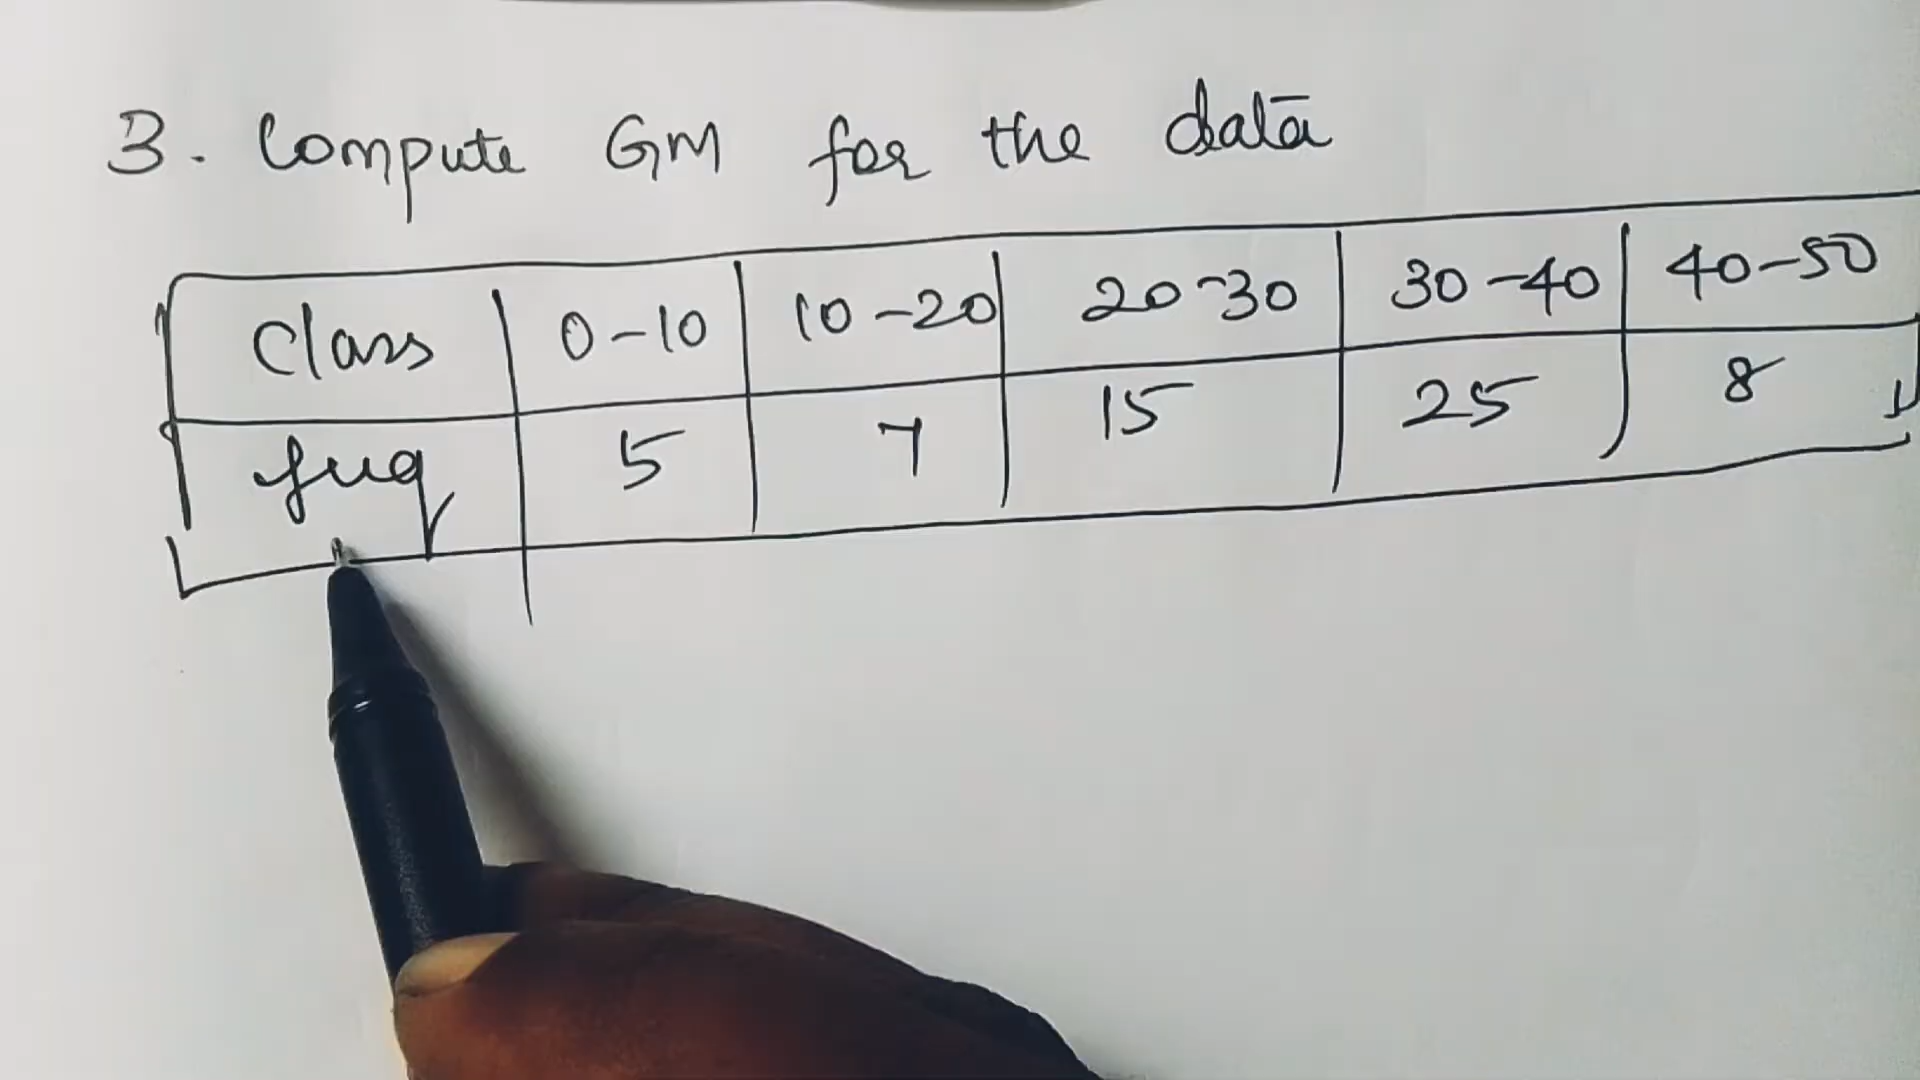 3. Compute GM for the data
Class 0-10 10-20 20-30 30-40 40-50
freq 5 7 15 25 8